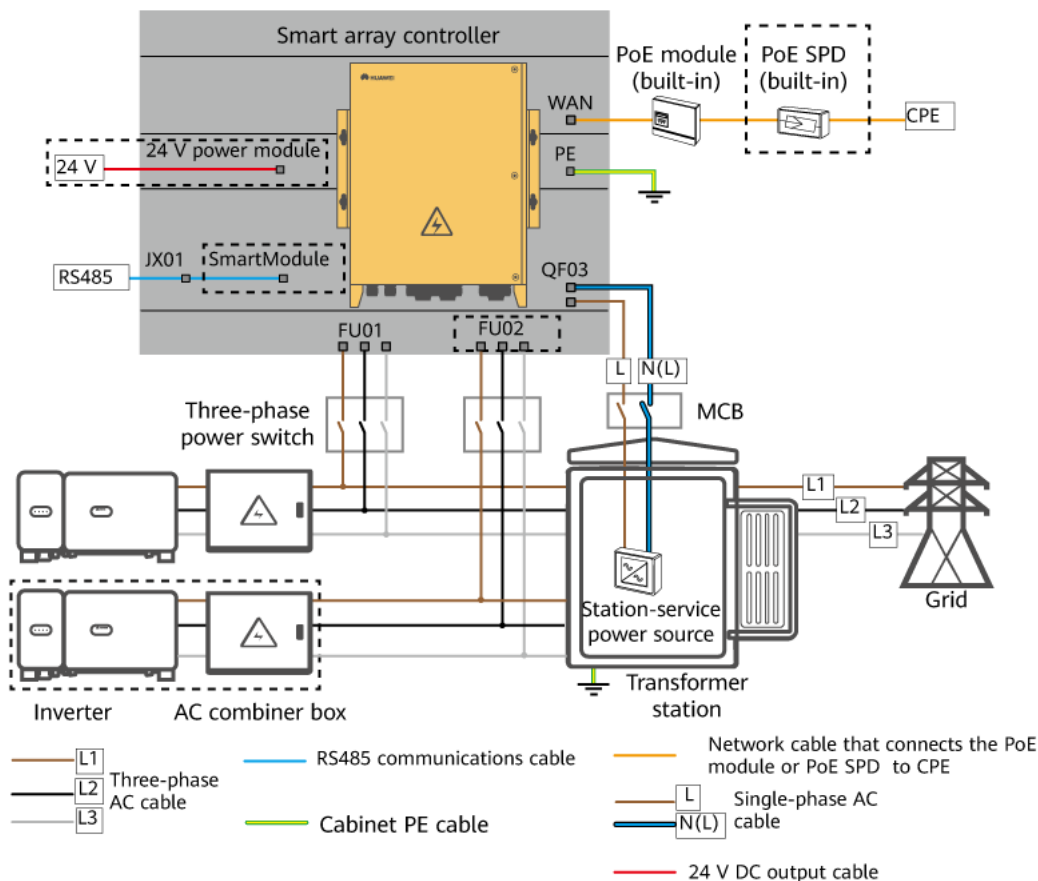 Smart array controller
HUAWEI
PoE module
(built-in)
PoE SPD
(built-in)
WAN
CPE
24 V power module
24 V
PE
JX01
SmartModule
RS485
QF03
FU01
FU02
L
N(L)
Three-phase
power switch
MCB
L1
L2
L3
Grid
Station-service
power source
Transformer
station
Inverter
AC combiner box
L1
L2
L3
Three-phase
AC cable
RS485 communications cable
Cabinet PE cable
Network cable that connects the PoE
module or PoE SPD to CPE
L
N(L)
Single-phase AC
cable
24 V DC output cable